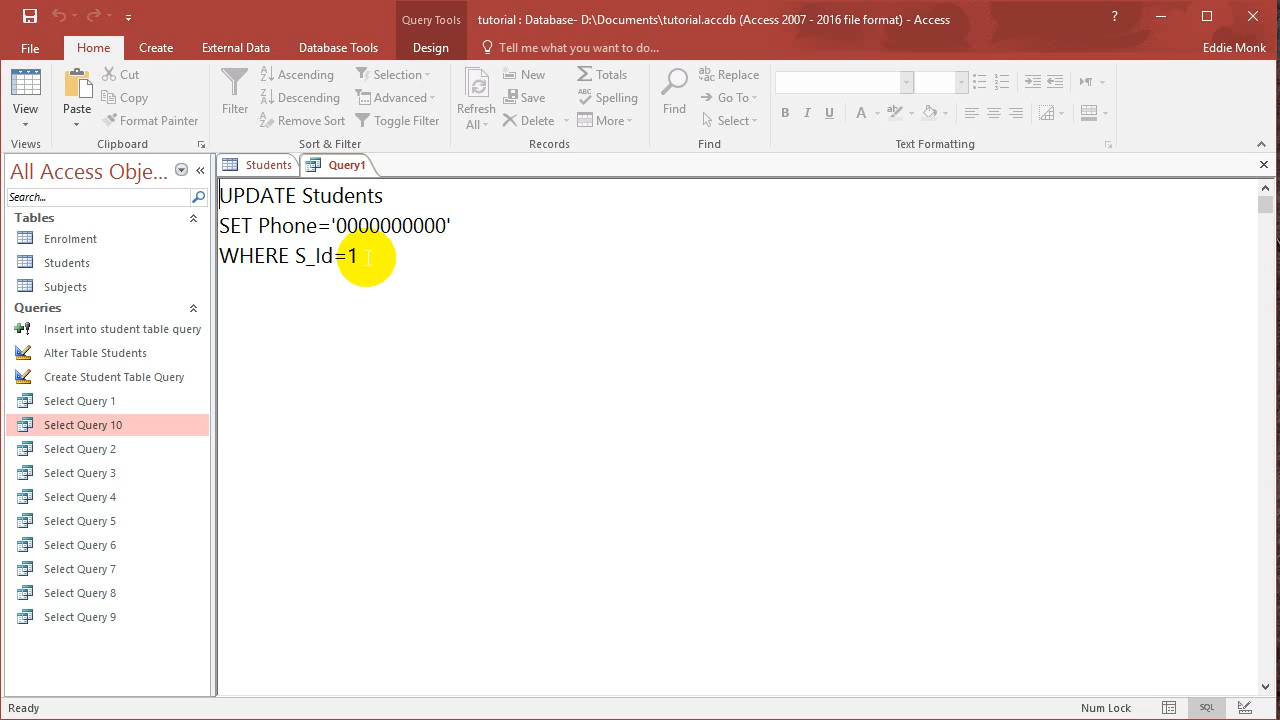 Query Tools
tutorial : Database- D:\Documents\tutorial.accdb (Access 2007 - 2016 file format) - Access
?
File
Home
Create
External Data
Database Tools
Design
Tell me what you want to do...
Eddie Monk
View
Views
Paste
Cut
Copy
Format Painter
Clipboard
Filter
Ascending
Descending
Remove Sort
Selection
Advanced
Toggle Filter
Sort & Filter
Refresh
All
New
Save
Delete
Totals
Spelling
More
Records
Find
Replace
Go To
Select
Find
B I U A
Text Formatting
All Access Obje...
Search...
Tables
Enrolment
Students
Subjects
Queries
Insert into student table query
Alter Table Students
Create Student Table Query
Select Query 1
Select Query 10
Select Query 2
Select Query 3
Select Query 4
Select Query 5
Select Query 6
Select Query 7
Select Query 8
Select Query 9
Students
Query1
UPDATE Students
SET Phone='0000000000'
WHERE S_Id=1
Ready
Num Lock
SQL